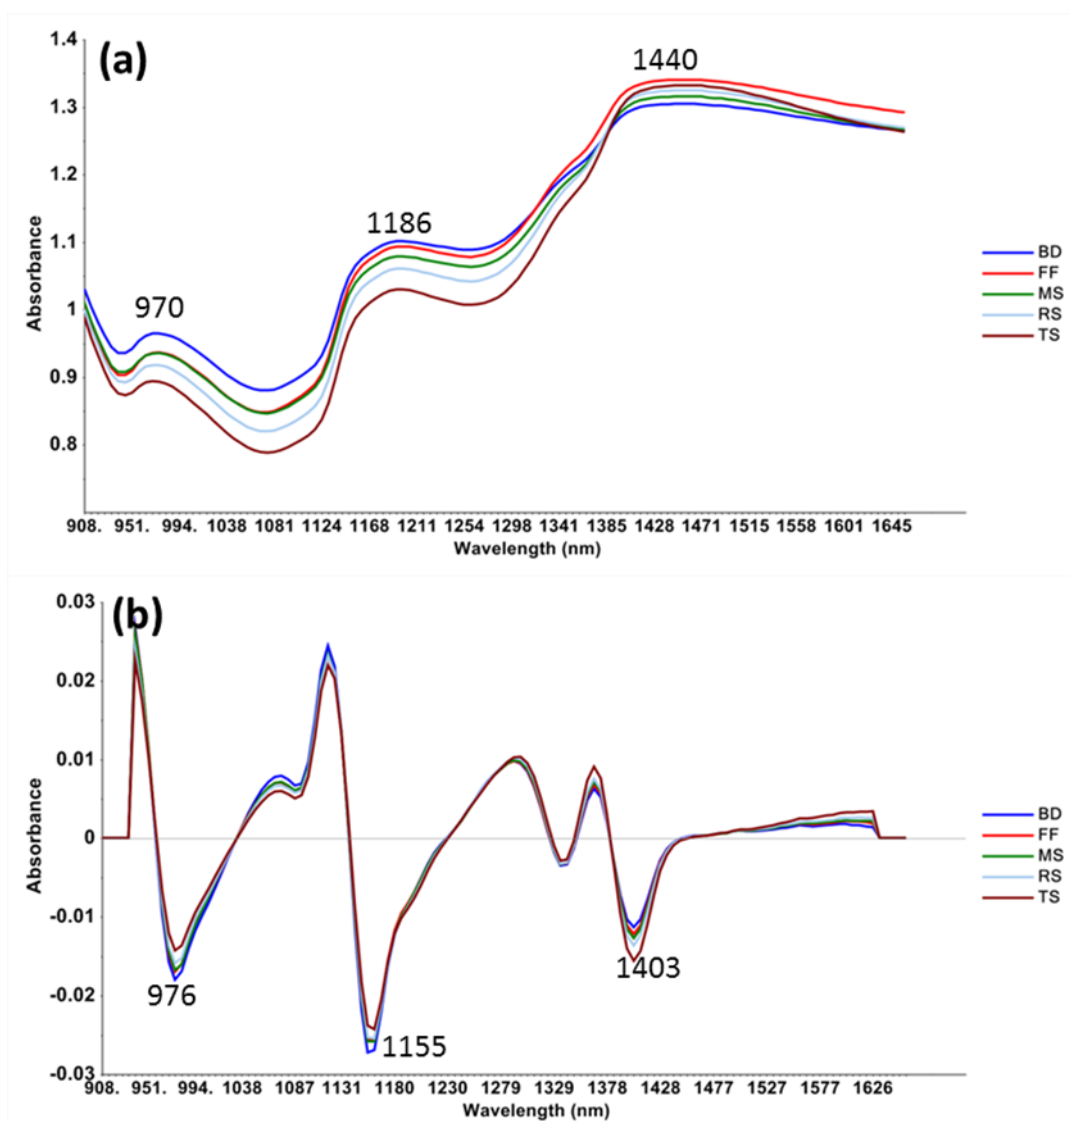 (a)
1.4
1.3
1.2
1.1
1
0.9
0.8
Absorbance
970
1186
1440
BD
FF
MS
RS
TS
908. 951. 994. 1038 1081 1124 1168 1211 1254 1298 1341 1385 1428 1471 1515 1558 1601 1645
Wavelength (nm)
(b)
0.03
0.02
0.01
0
-0.01
-0.02
-0.03
Absorbance
976
1155
1403
BD
FF
MS
RS
TS
908. 951. 994. 1038 1087 1131 1180 1230 1279 1329 1378 1428 1477 1527 1577 1626
Wavelength (nm)